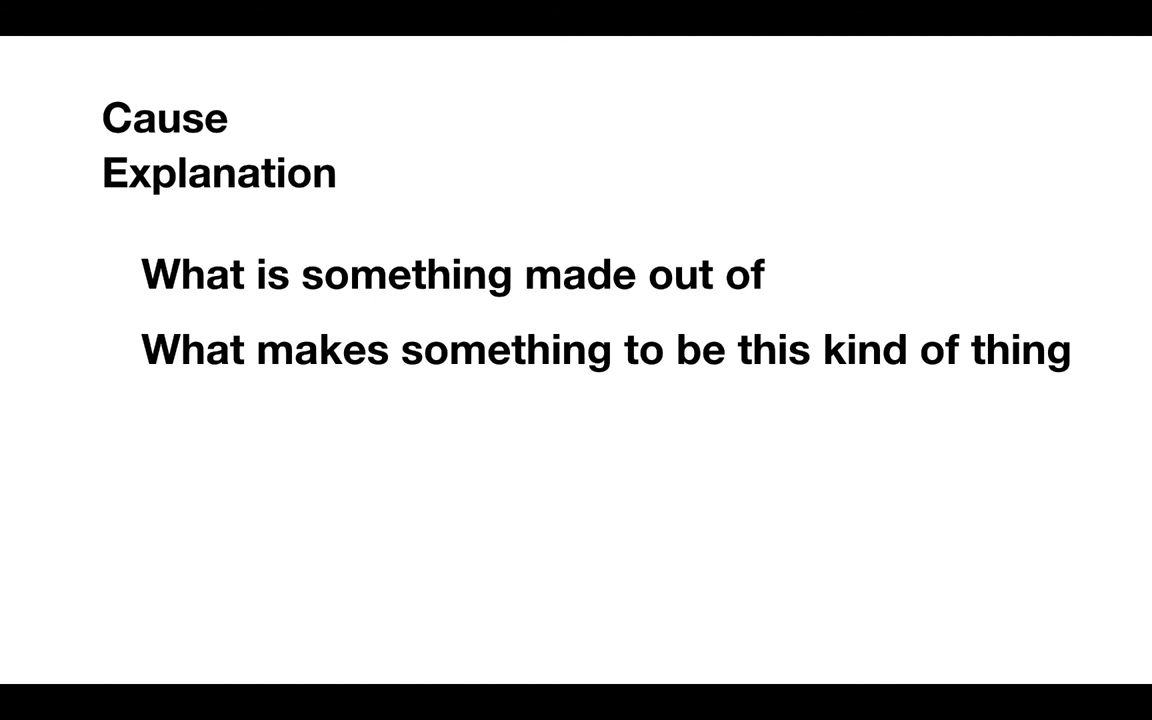 Cause
Explanation
What is something made out of
What makes something to be this kind of thing